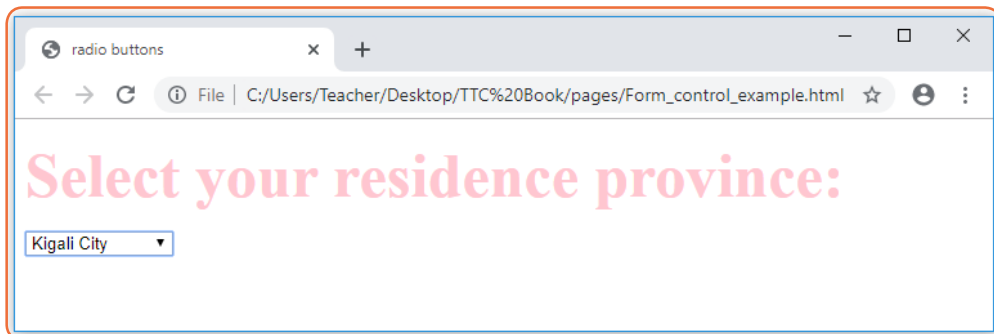 radio buttons
File | C:/Users/Teacher/Desktop/TTC%20Book/pages/Form_control_example.html
Select your residence province:
Kigali City